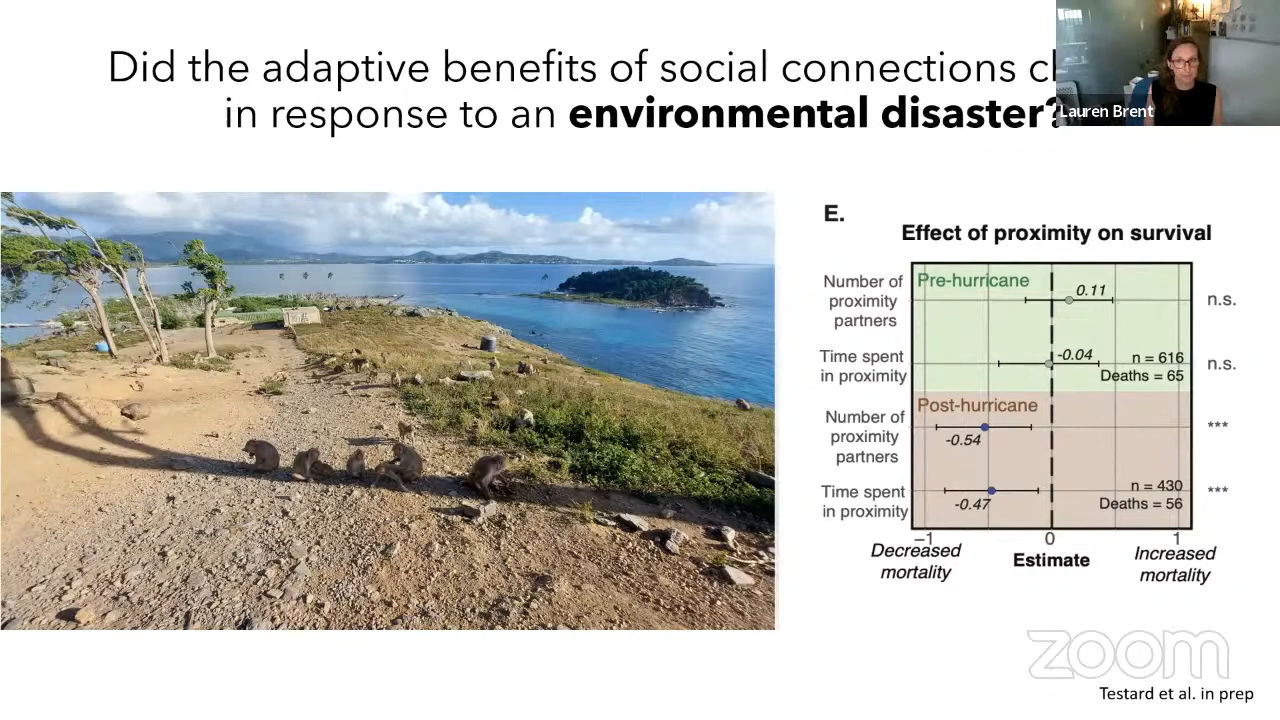 Did the adaptive benefits of social connections
in response to an environmental disaster?
Lauren Brent
E.
Effect of proximity on survival
Number of
proximity
partners
Pre-hurricane
0.11
n.s.
Time spent
in proximity
-0.04
n = 616
Deaths = 65
n.s.
Number of
proximity
partners
Post-hurricane
-0.54
***
Time spent
in proximity
-0.47
n = 430
Deaths = 56
***
−1
0
1
Decreased
mortality
Estimate
Increased
mortality
zoom
Testard et al. in prep